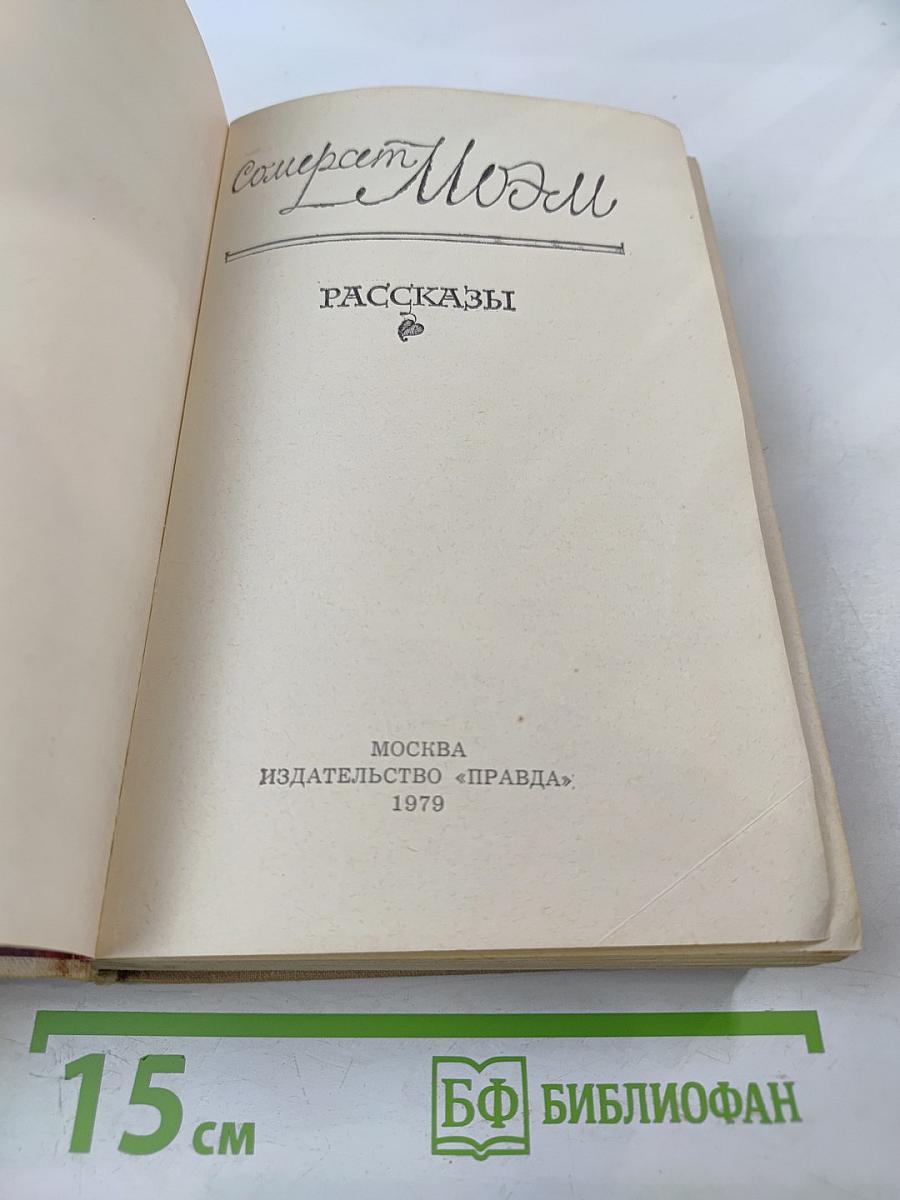 Сомерсет Моэм
РАССКАЗЫ
МОСКВА
ИЗДАТЕЛЬСТВО «ПРАВДА»
1979
15 см
БФ БИБЛИОФАН